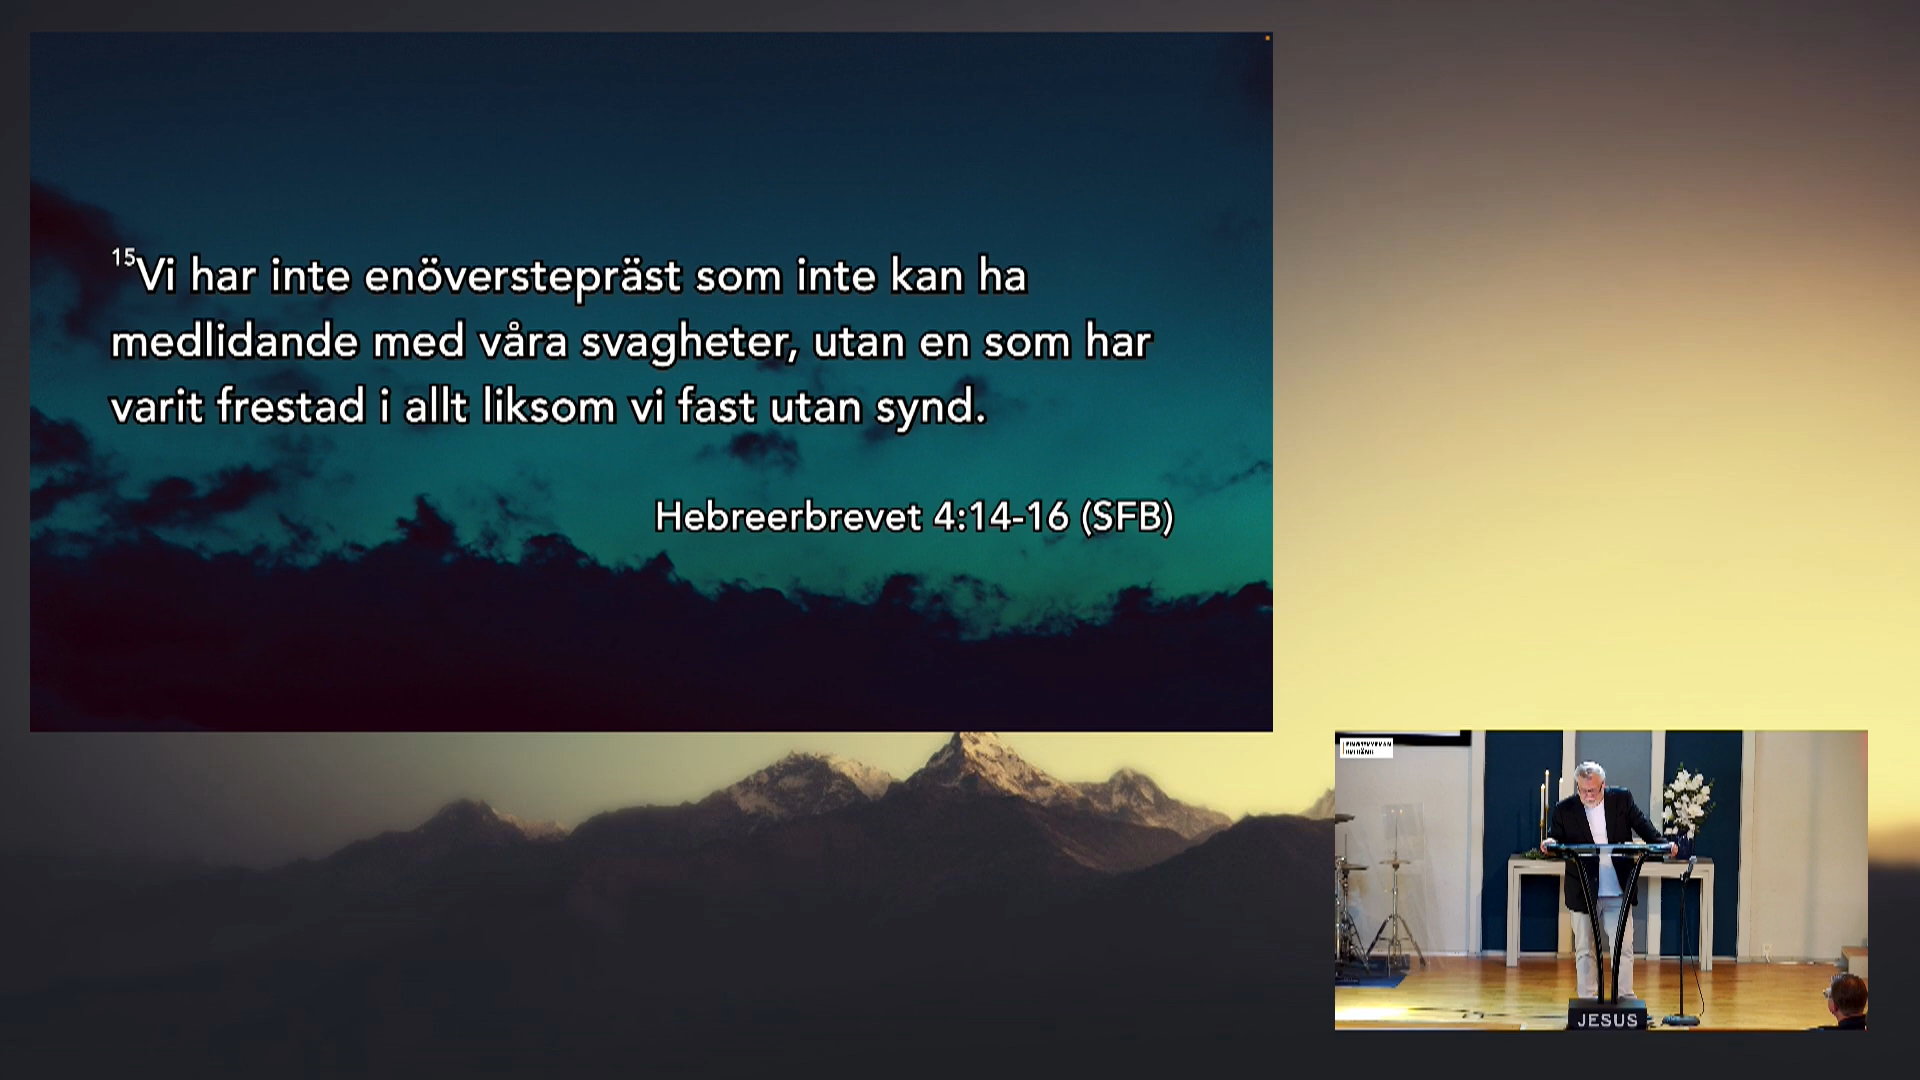 ¹⁵Vi har inte enöverstepräst som inte kan ha
medlidande med våra svagheter, utan en som har
varit frestad i allt liksom vi fast utan synd.
Hebreerbrevet 4:14-16 (SFB)
JESUS